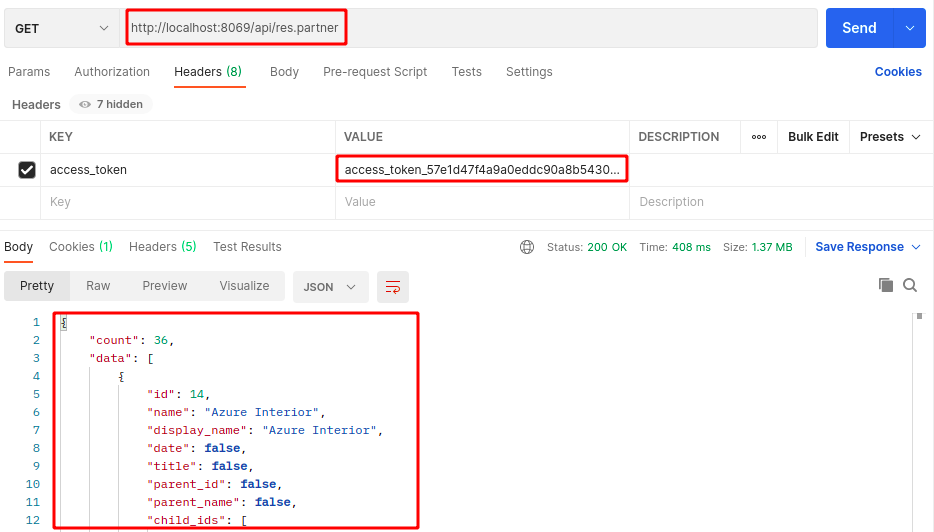 GET http://localhost:8069/api/res.partner Send
Params Authorization Headers (8) Body Pre-request Script Tests Settings Cookies
Headers 7 hidden
KEY VALUE DESCRIPTION ooo Bulk Edit Presets
access_token access_token_57e1d47f4a9a0eddc90a8b5430...
Key Value Description
Body Cookies (1) Headers (5) Test Results Status: 200 OK Time: 408 ms Size: 1.37 MB Save Response
Pretty Raw Preview Visualize JSON
1 {
2 "count": 36,
3 "data": [
4 {
5 "id": 14,
6 "name": "Azure Interior",
7 "display_name": "Azure Interior",
8 "date": false,
9 "title": false,
10 "parent_id": false,
11 "parent_name": false,
12 "child_ids": [